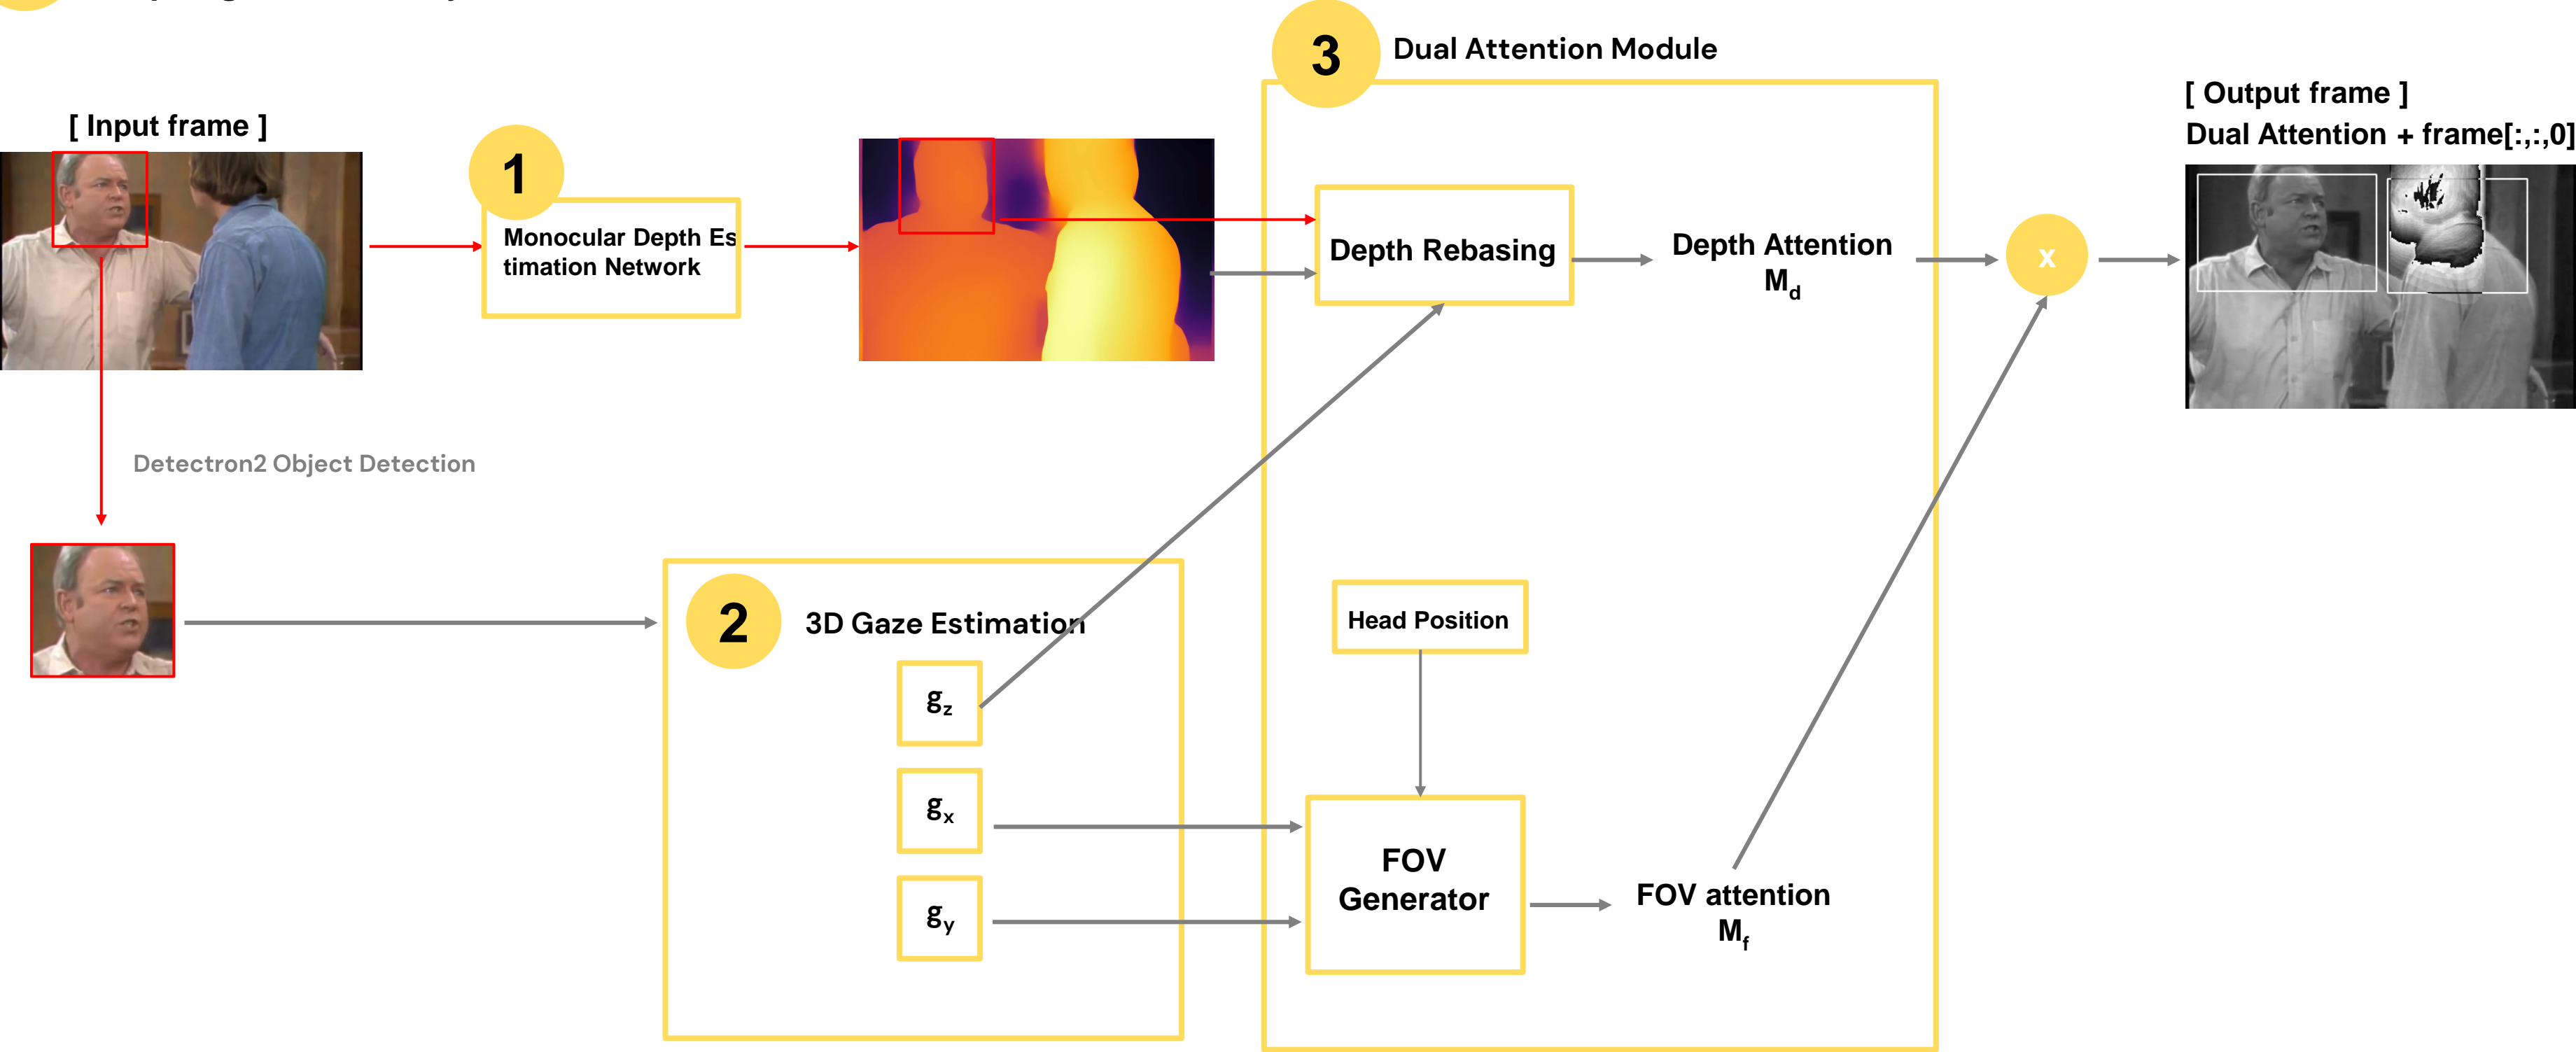 3
Dual Attention Module
[ Output frame ]
Dual Attention + frame[:,:,0]
[ Input frame ]
1
Monocular Depth Es
timation Network
Depth Rebasing
Depth Attention
Md
x
Detectron2 Object Detection
2
3D Gaze Estimation
Head Position
gz
gx
gy
FOV
Generator
FOV attention
Mf